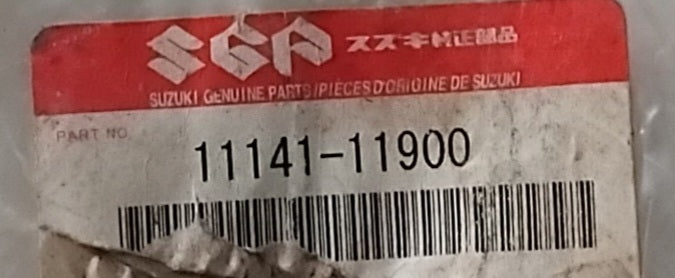 SGP スズキ純正部品
SUZUKI GENUINE PARTS/PIÈCES D'ORIGINE DE SUZUKI
PART NO.
11141-11900